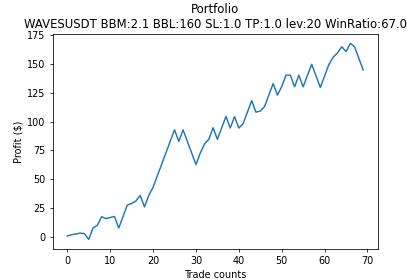 Portfolio
WAVESUSDT BBM:2.1 BBL:160 SL:1.0 TP:1.0 lev:20 WinRatio:67.0
175
150
125
100
75
50
25
0
Profit ($)
0 10 20 30 40 50 60 70
Trade counts